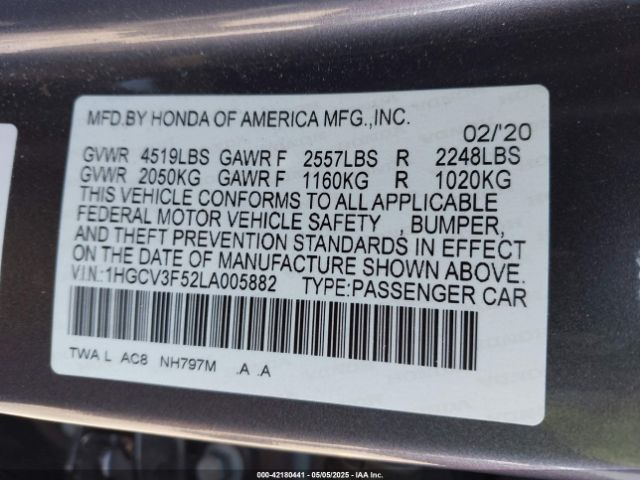 MFD.BY HONDA OF AMERICA MFG.,INC.
02/'20
GVWR 4519LBS GAWR F 2557LBS R 2248LBS
GVWR 2050KG GAWR F 1160KG R 1020KG
THIS VEHICLE CONFORMS TO ALL APPLICABLE
FEDERAL MOTOR VEHICLE SAFETY , BUMPER,
AND THEFT PREVENTION STANDARDS IN EFFECT
ON THE DATE OF MANUFACTURE SHOWN ABOVE.
V.I.N.:1HGCV3F52LA005882 TYPE:PASSENGER CAR
TWA L AC8 NH797M .A .A
000-42180441 - 05/05/2025 - IAA Inc.